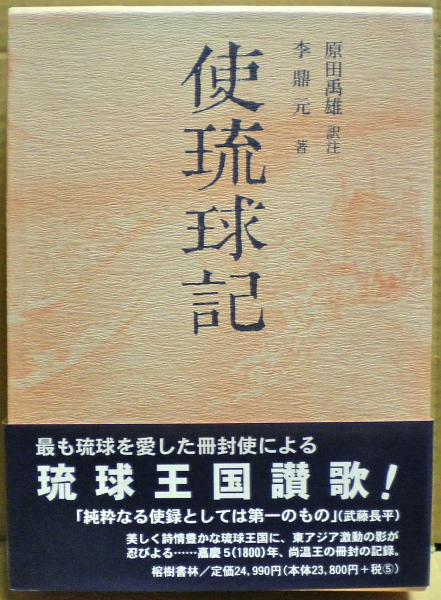 原田禹雄 訳注
李鼎元 著
使琉球記
最も琉球を愛した冊封使による
琉球王国讃歌!
「純粋なる使録としては第一のもの」(武藤長平)
美しく詩情豊かな琉球王国に、東アジア激動の影が
忍びよる……嘉慶5(1800)年、尚温王の冊封の記録。
榕樹書林/定価24,990円(本体23,800円+税⑤)